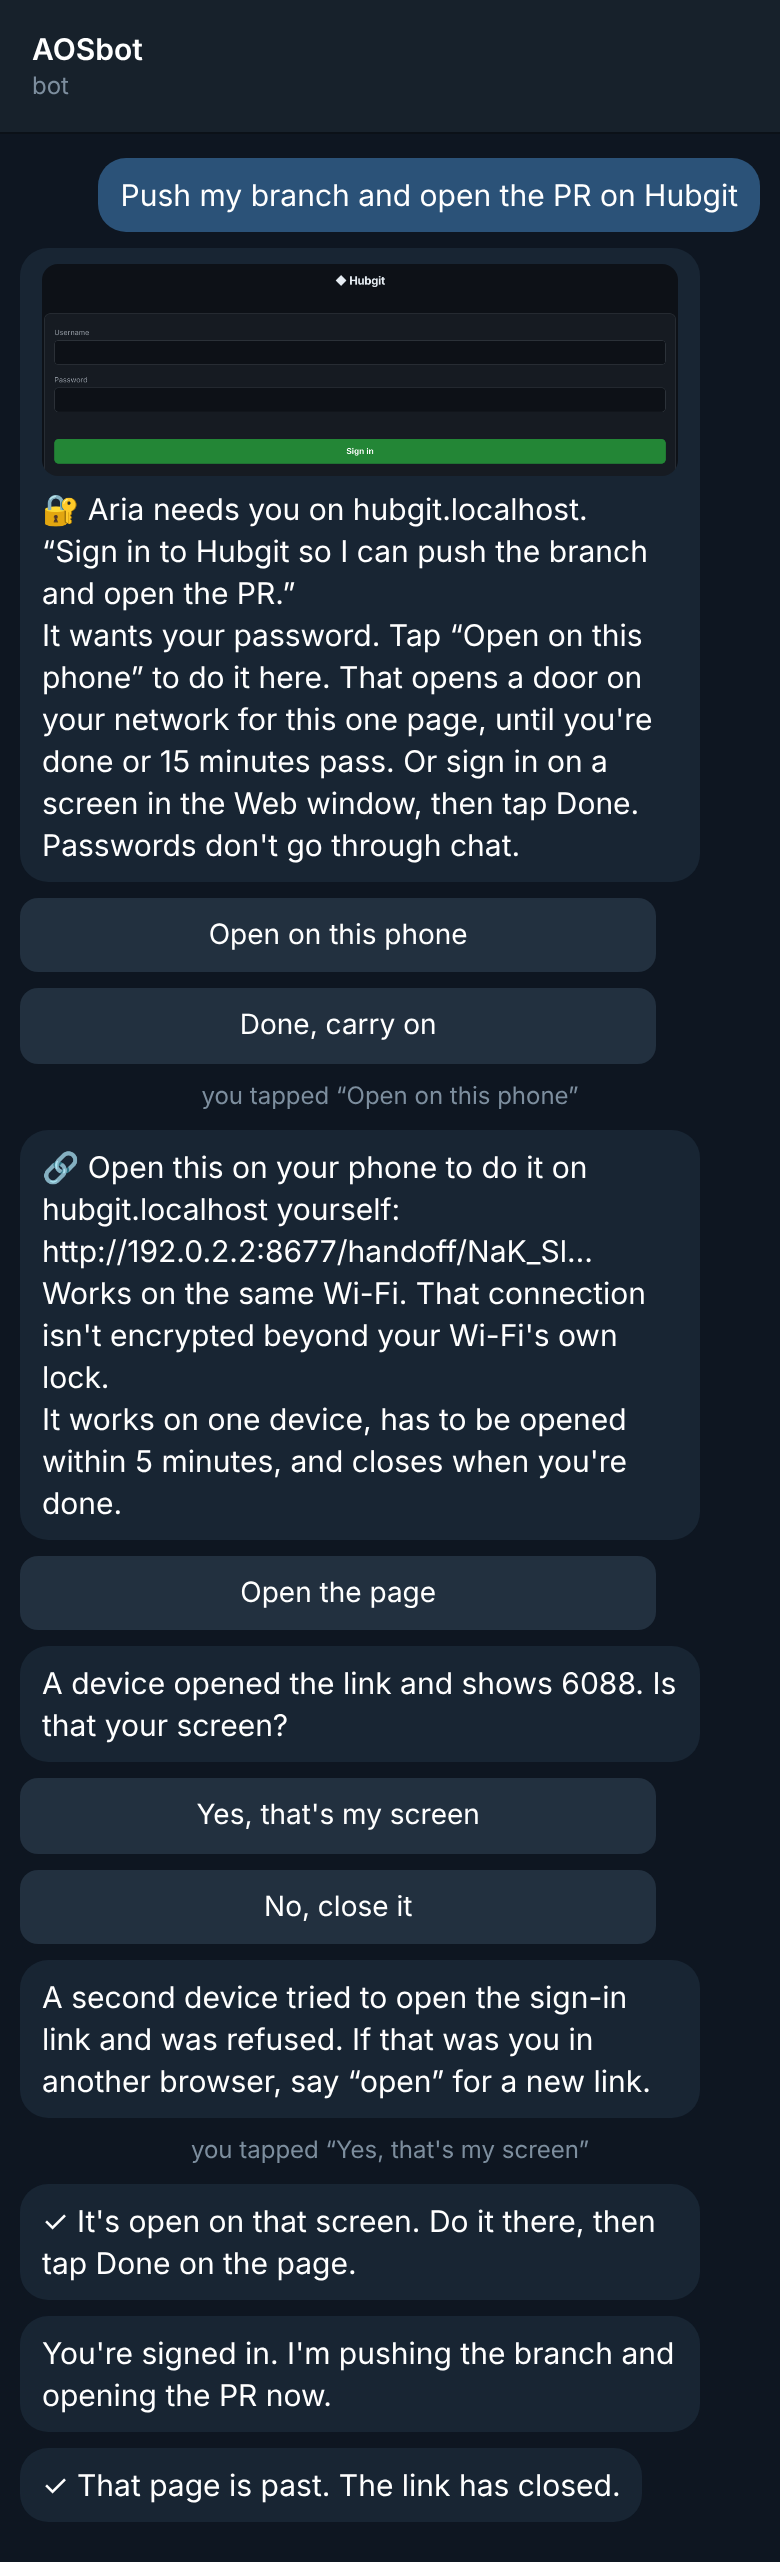 AOSbot
bot
Push my branch and open the PR on Hubgit
◆ Hubgit
Username
Password
Sign in
🔐 Aria needs you on hubgit.localhost.
“Sign in to Hubgit so I can push the branch
and open the PR.”
It wants your password. Tap “Open on this
phone” to do it here. That opens a door on
your network for this one page, until you're
done or 15 minutes pass. Or sign in on a
screen in the Web window, then tap Done.
Passwords don't go through chat.
Open on this phone
Done, carry on
you tapped “Open on this phone”
🔗 Open this on your phone to do it on
hubgit.localhost yourself:
http://192.0.2.2:8677/handoff/NaK_Sl…
Works on the same Wi-Fi. That connection
isn't encrypted beyond your Wi-Fi's own
lock.
It works on one device, has to be opened
within 5 minutes, and closes when you're
done.
Open the page
A device opened the link and shows 6088. Is
that your screen?
Yes, that's my screen
No, close it
A second device tried to open the sign-in
link and was refused. If that was you in
another browser, say “open” for a new link.
you tapped “Yes, that's my screen”
✓ It's open on that screen. Do it there, then
tap Done on the page.
You're signed in. I'm pushing the branch and
opening the PR now.
✓ That page is past. The link has closed.